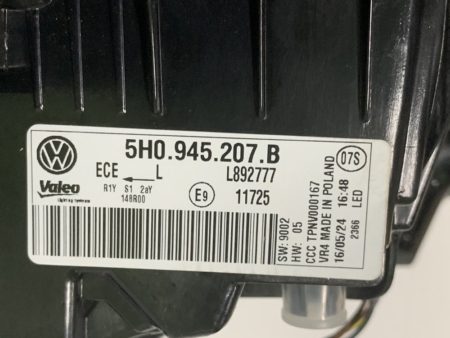 5H0.945.207.B
ECE L L892777
R1Y S1 2aY
148R00
E9 11725
Valeo
07S
SW: 9002
HW: 05
CCC TPNV000167
VR4 MADE IN POLAND
16/05/24 16:48
2366 LED